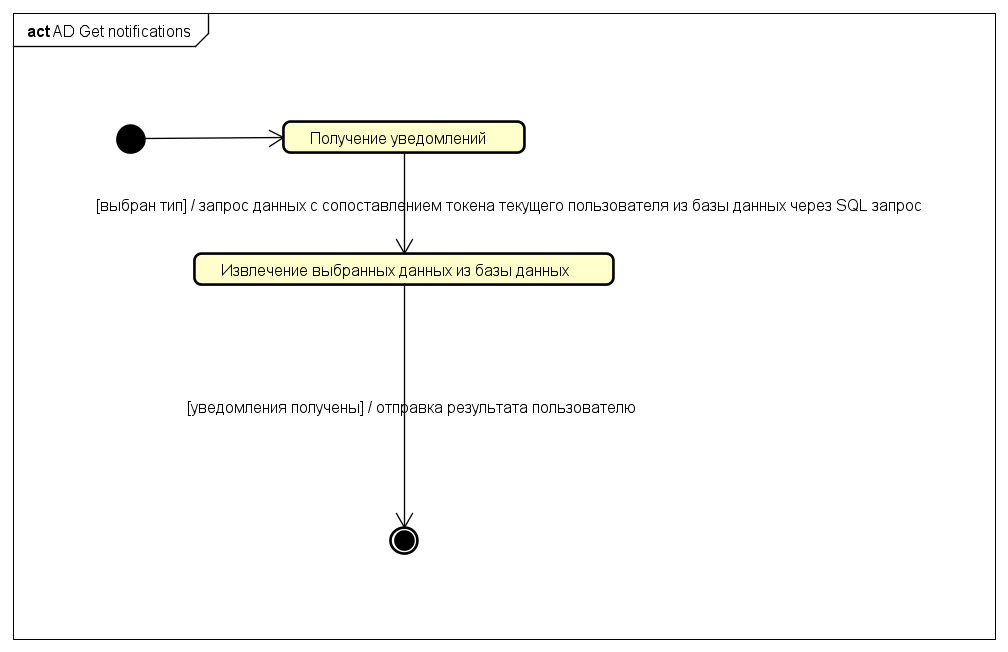 act AD Get notifications
Получение уведомлений
[выбран тип] / запрос данных с сопоставлением токена текущего пользователя из базы данных через SQL запрос
Извлечение выбранных данных из базы данных
[уведомления получены] / отправка результата пользователю